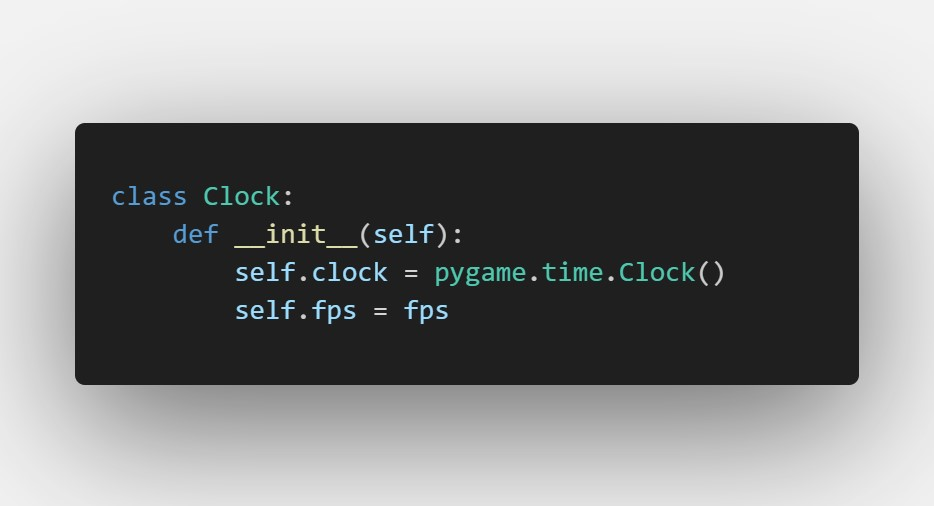 class Clock:
    def __init__(self):
        self.clock = pygame.time.Clock()
        self.fps = fps